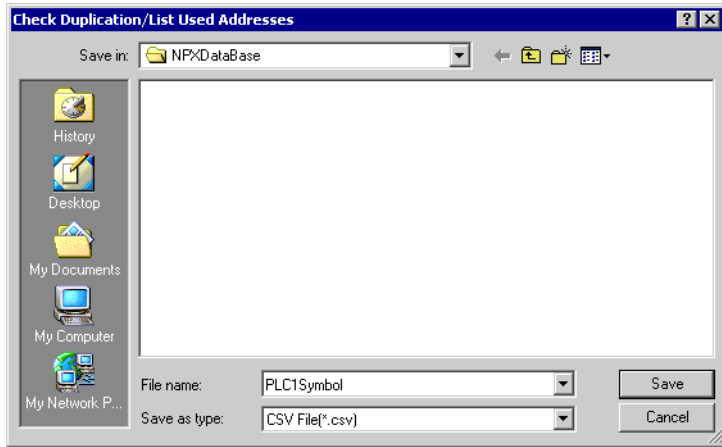 Check Duplication/List Used Addresses
Save in: NPXDataBase
History
Desktop
My Documents
My Computer
My Network P...
File name: PLC1Symbol Save
Save as type: CSV File(*.csv) Cancel